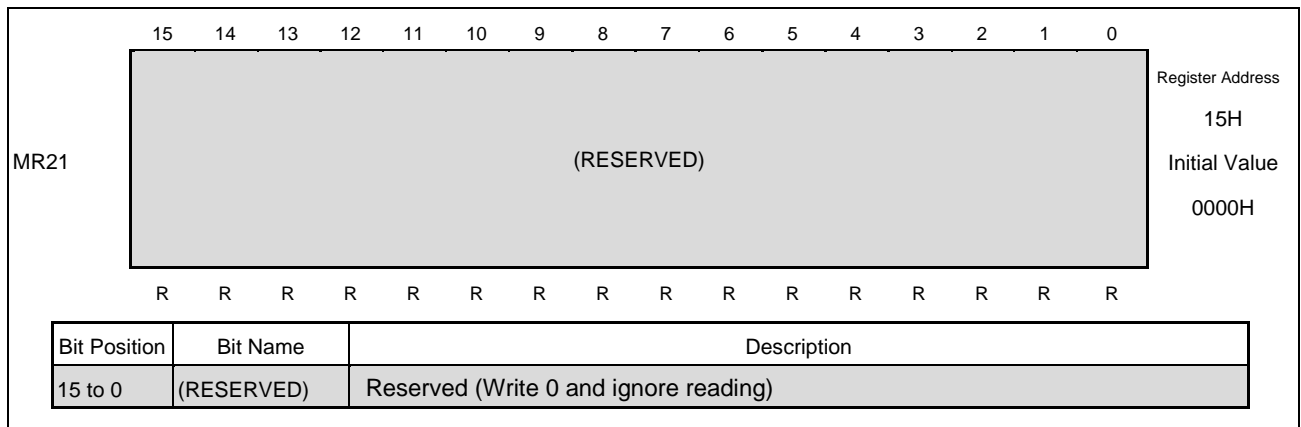 15 14 13 12 11 10 9 8 7 6 5 4 3 2 1 0
Register Address
15H
MR21 (RESERVED) Initial Value
0000H
R R R R R R R R R R R R R R R R
Bit Position Bit Name Description
15 to 0 (RESERVED) Reserved (Write 0 and ignore reading)